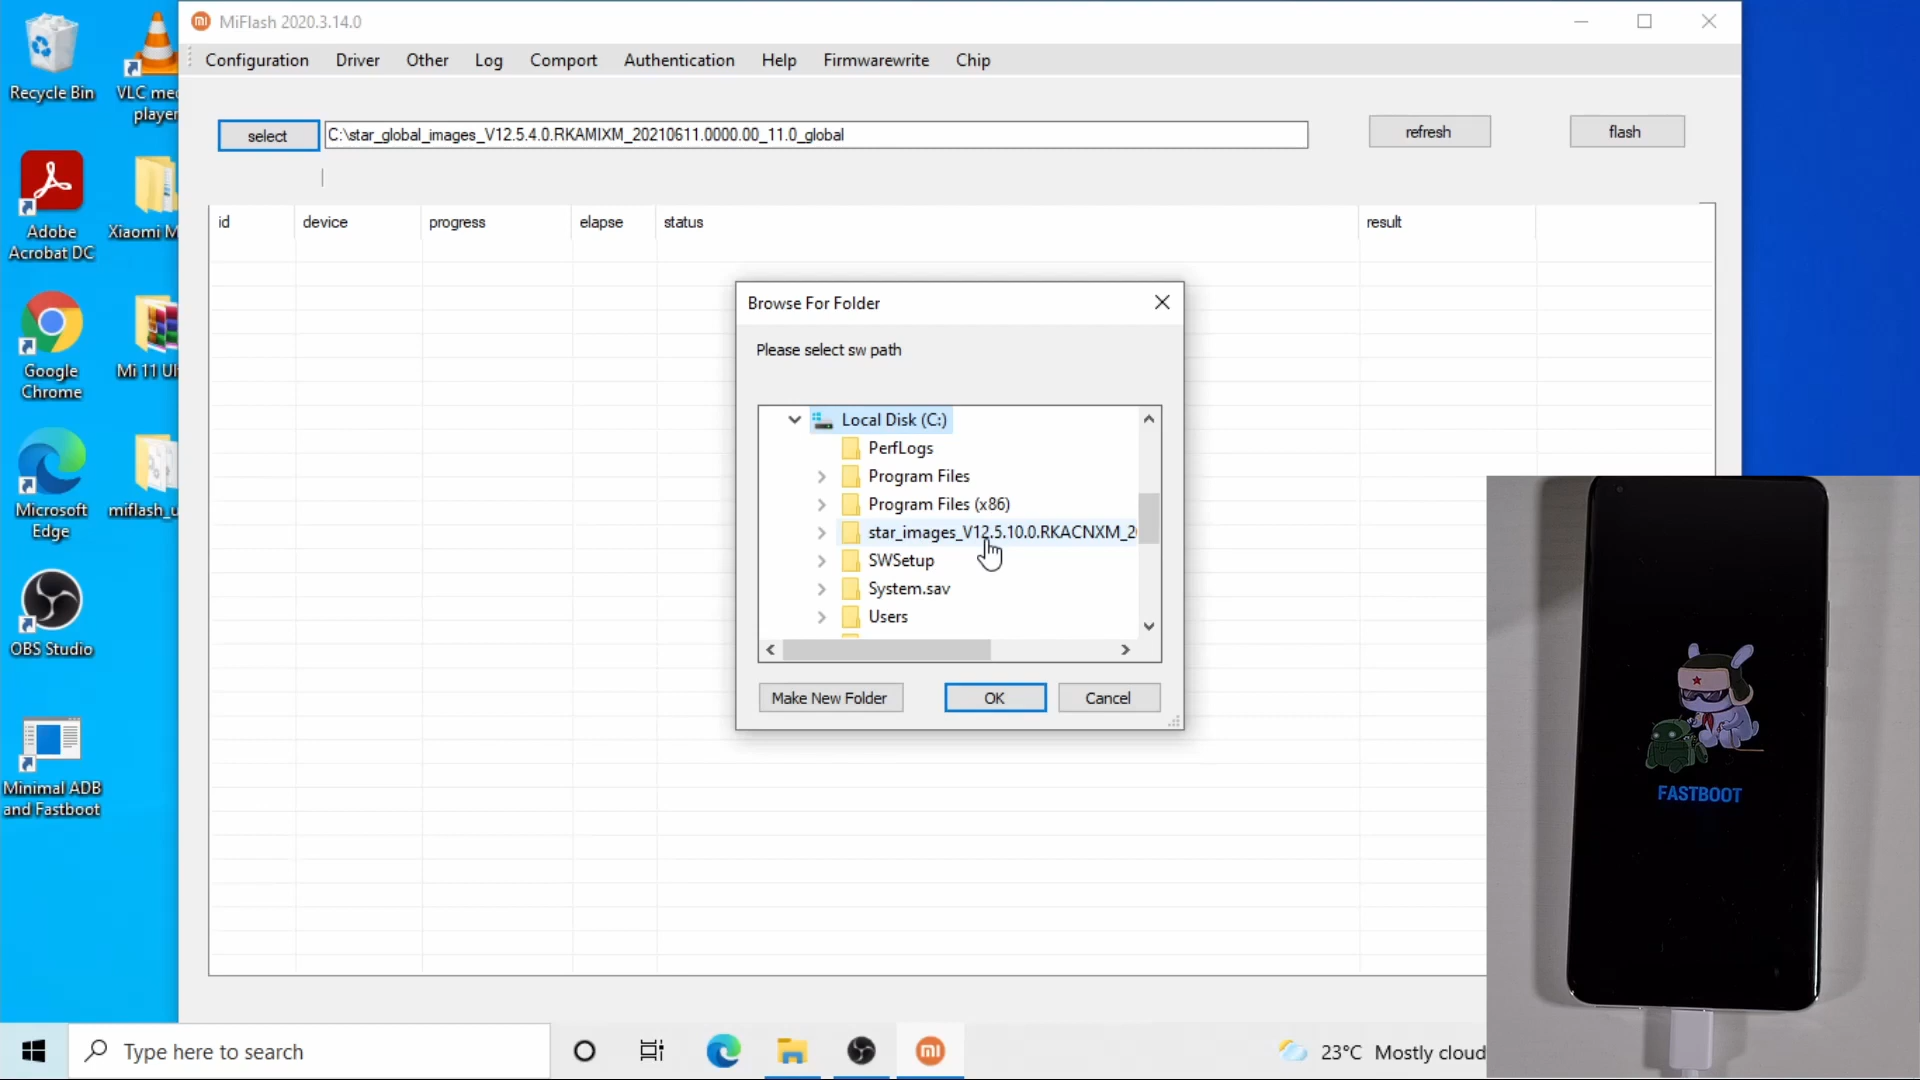 MiFlash 2020.3.14.0
Configuration Driver Other Log Comport Authentication Help Firmwarewrite Chip
select C:\star_global_images_V12.5.4.0.RKAMIXM_20210611.0000.00_11.0_global refresh flash
id device progress elapse status result
Browse For Folder
Please select sw path
Local Disk (C:)
PerfLogs
Program Files
Program Files (x86)
star_images_V12.5.10.0.RKACNXM_2
SWSetup
System.sav
Users
Make New Folder OK Cancel
Recycle Bin
VLC med
player
Adobe
Acrobat DC
Xiaomi M
Google
Chrome
Mi 11 Ul
Microsoft
Edge
miflash_u
OBS Studio
Minimal ADB
and Fastboot
FASTBOOT
Type here to search
23°C Mostly cloud